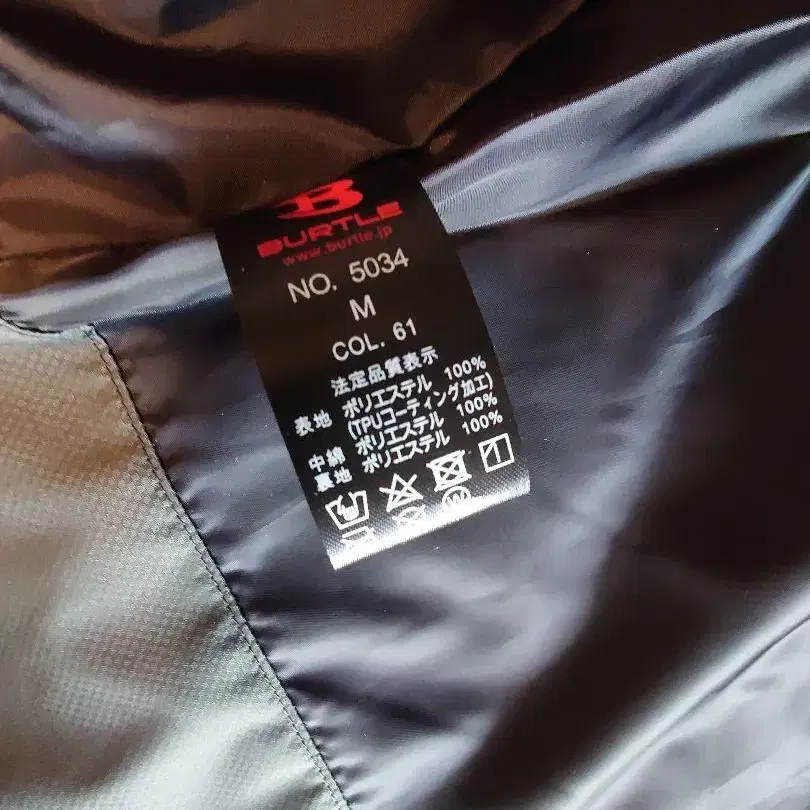 B
BURTLE
www.burtle.jp
NO. 5034
M
COL. 61
法定品質表示
表地 ポリエステル 100%
(TPUコーティング加工)
中綿 ポリエステル 100%
裏地 ポリエステル 100%
W